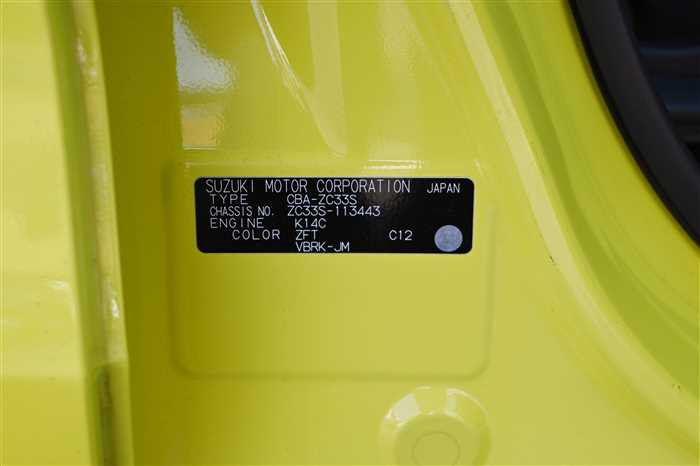 SUZUKI MOTOR CORPORATION JAPAN
TYPE CBA-ZC33S
CHASSIS NO. ZC33S-113443
ENGINE K14C
COLOR ZFT C12
VBRK-JM